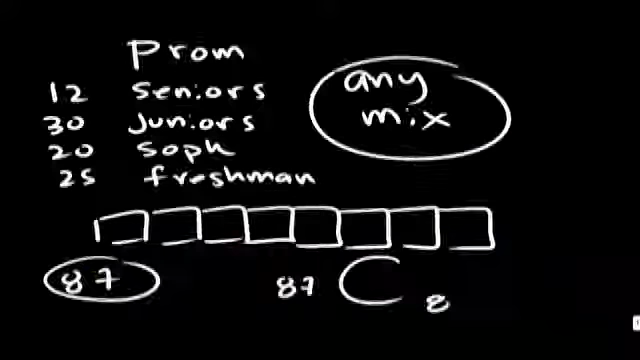 Prom
12 seniors
30 juniors
20 soph
25 freshman
any
mix
87
87 C 8